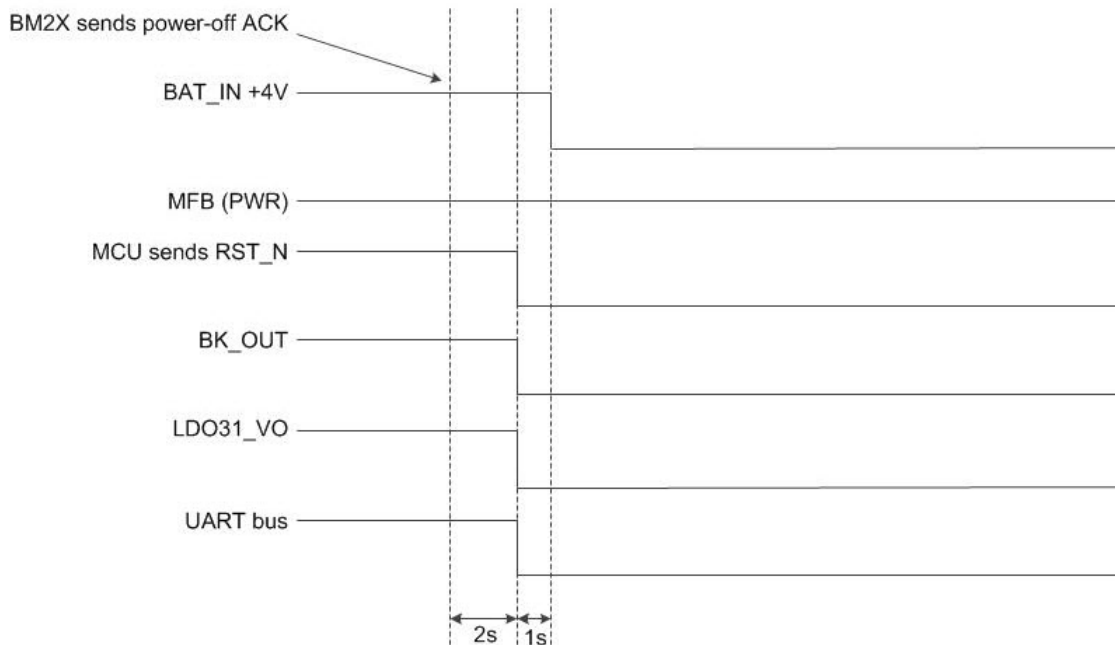 BM2X sends power-off ACK
BAT_IN +4V
MFB (PWR)
MCU sends RST_N
BK_OUT
LDO31_VO
UART bus
2s
1s